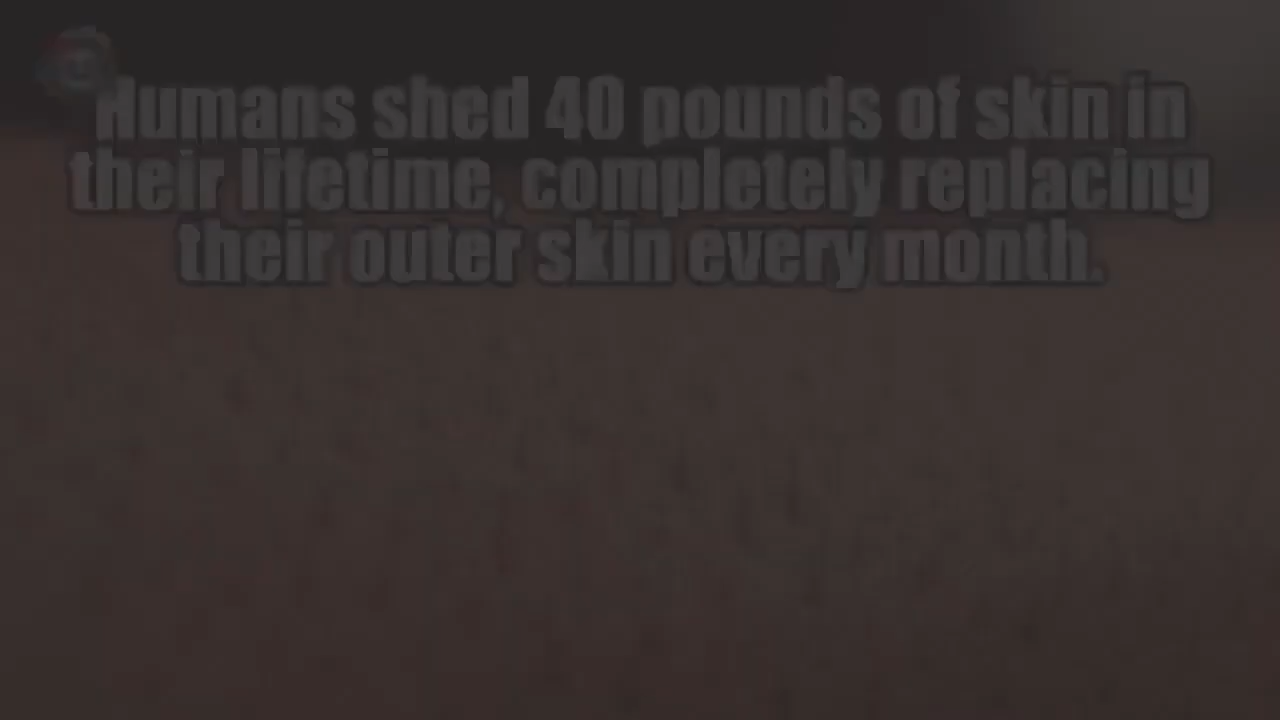 Humans shed 40 pounds of skin in
their lifetime, completely replacing
their outer skin every month.